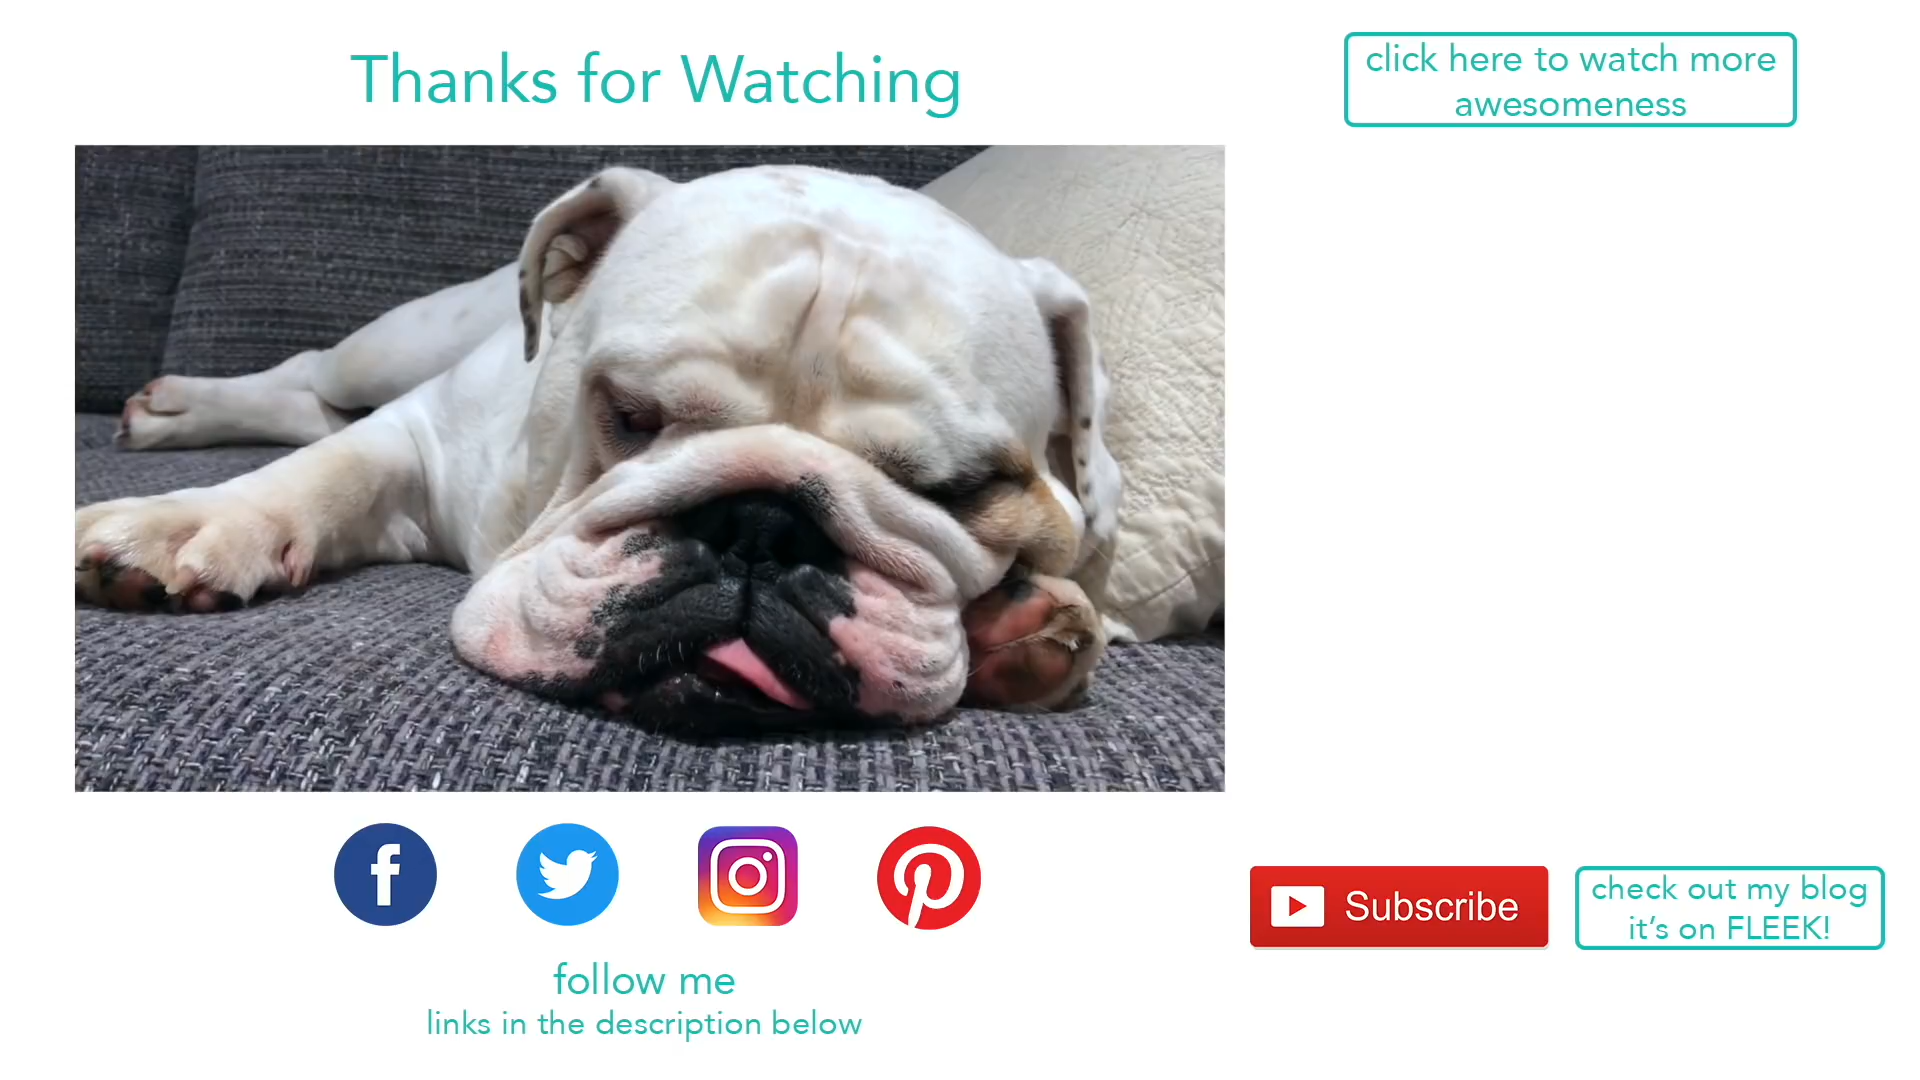 Thanks for Watching
click here to watch more
awesomeness
Subscribe
check out my blog
it's on FLEEK!
follow me
links in the description below